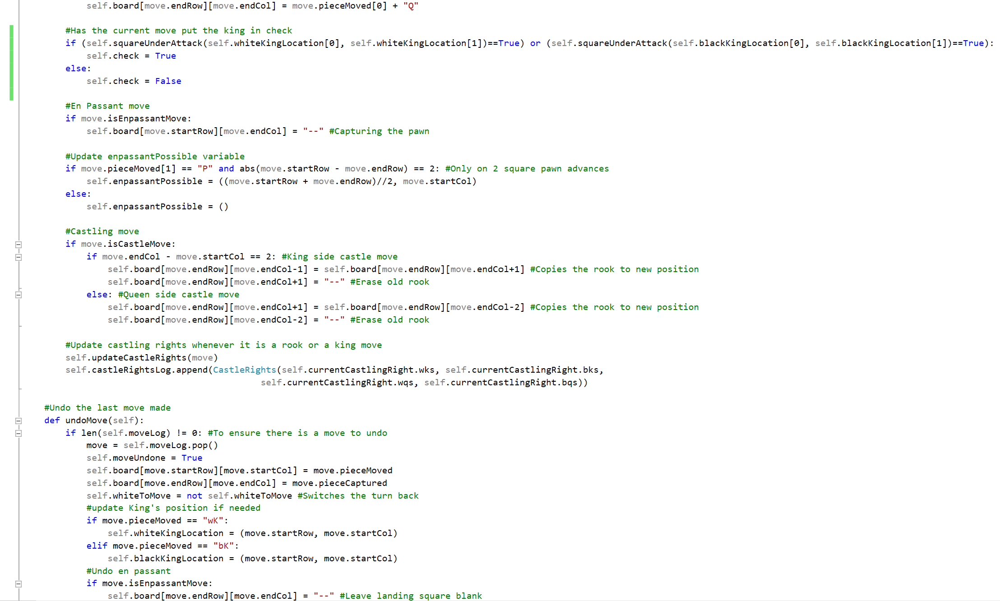 self.board[move.endRow][move.endCol] = move.pieceMoved[0] + "Q"
#Has the current move put the king in check
if (self.squareUnderAttack(self.whiteKingLocation[0], self.whiteKingLocation[1])==True) or (self.squareUnderAttack(self.blackKingLocation[0], self.blackKingLocation[1])==True):
self.check = True
else:
self.check = False
#En Passant move
if move.isEnpassantMove:
self.board[move.startRow][move.endCol] = "--" #Capturing the pawn
#Update enpassantPossible variable
if move.pieceMoved[1] == "P" and abs(move.startRow - move.endRow) == 2: #Only on 2 square pawn advances
self.enpassantPossible = ((move.startRow + move.endRow)//2, move.startCol)
else:
self.enpassantPossible = ()
#Castling move
if move.isCastleMove:
if move.endCol - move.startCol == 2: #King side castle move
self.board[move.endRow][move.endCol-1] = self.board[move.endRow][move.endCol+1] #Copies the rook to new position
self.board[move.endRow][move.endCol+1] = "--" #Erase old rook
else: #Queen side castle move
self.board[move.endRow][move.endCol+1] = self.board[move.endRow][move.endCol-2] #Copies the rook to new position
self.board[move.endRow][move.endCol-2] = "--" #Erase old rook
#Update castling rights whenever it is a rook or a king move
self.updateCastleRights(move)
self.castleRightsLog.append(CastleRights(self.currentCastlingRight.wks, self.currentCastlingRight.bks,
self.currentCastlingRight.wqs, self.currentCastlingRight.bqs))
#Undo the last move made
def undoMove(self):
if len(self.moveLog) != 0: #To ensure there is a move to undo
move = self.moveLog.pop()
self.moveUndone = True
self.board[move.startRow][move.startCol] = move.pieceMoved
self.board[move.endRow][move.endCol] = move.pieceCaptured
self.whiteToMove = not self.whiteToMove #Switches the turn back
#update King's position if needed
if move.pieceMoved == "wK":
self.whiteKingLocation = (move.startRow, move.startCol)
elif move.pieceMoved == "bK":
self.blackKingLocation = (move.startRow, move.startCol)
#Undo en passant
if move.isEnpassantMove:
self.board[move.endRow][move.endCol] = "--" #Leave landing square blank